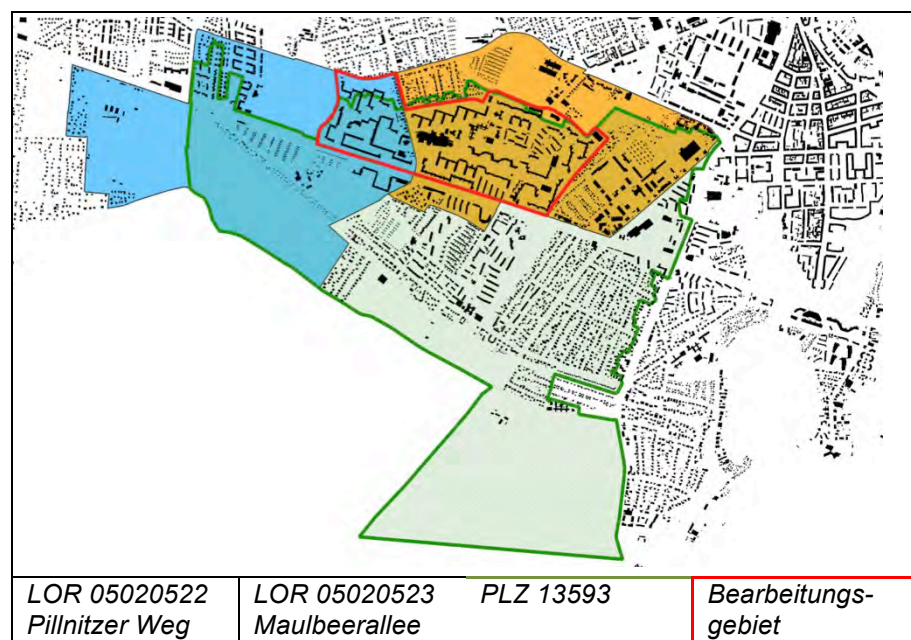 LOR 05020522
Pillnitzer Weg
LOR 05020523
Maulbeerallee
PLZ 13593
Bearbeitungs-
gebiet